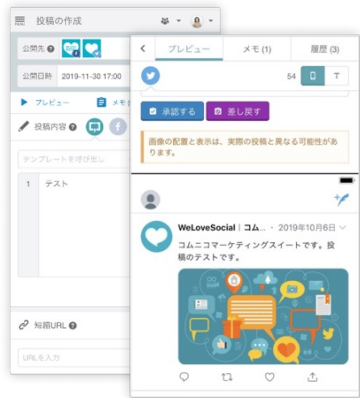 投稿の作成
公開先
公開日時 2019-11-30 17:00
プレビュー メモ
投稿内容
テンプレートを呼び出し
1 テスト
短縮URL
URLを入力
プレビュー メモ (1) 履歴 (3)
54 T
承認する 差し戻す
画像の配置と表示は、実際の投稿と異なる可能性があ
ります。
WeLoveSocial｜コム... ・ 2019年10月6日
コムニコマーケティングスイートです。投
稿のテストです。